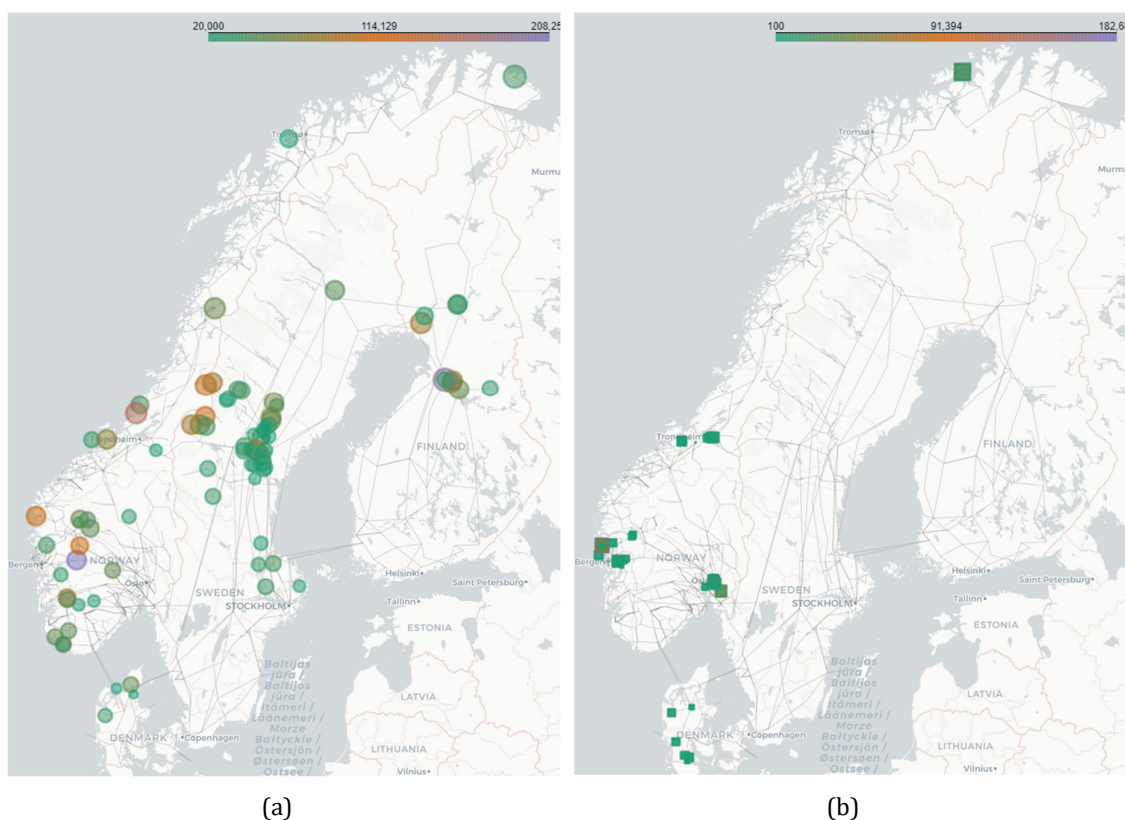 20,000 114,129 208,25
Tromsø
Murma
Trondheim
FINLAND
NORWAY
Bergen
Oslo
Helsinki
Saint Petersburg
SWEDEN
STOCKHOLM
Tallinn
ESTONIA
Baltijas
jūra /
Baltijos
jūra /
Itämeri /
Läänemeri /
Morze
Bałtyckie /
Östersjön /
Østersøen /
Ostsee /
LATVIA
DENMARK
Copenhagen
LITHUANIA
Vilnius
(a)
100 91,394 182,68
Tromsø
Murma
Trondheim
FINLAND
NORWAY
Bergen
Oslo
Helsinki
Saint Petersburg
SWEDEN
STOCKHOLM
Tallinn
ESTONIA
Baltijas
jūra /
Baltijos
jūra /
Itämeri /
Läänemeri /
Morze
Bałtyckie /
Östersjön /
Østersøen /
Ostsee /
LATVIA
DENMARK
Copenhagen
LITHUANIA
Vilnius
(b)